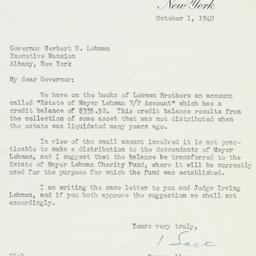 New York
October 1, 1940
Governor Herbert H. Lehman
Executive Mansion
Albany, New York
My dear Governor:
We have on the books of Lehman Brothers an account
called "Estate of Mayer Lehman 7/7 Account" which has a
credit balance of $335.52. This credit balance results from
the collection of some asset that was not distributed when
the estate was liquidated many years ago.
In view of the small amount involved it is not prac-
ticable to make a distribution to the descendents of Mayer
Lehman, and I suggest that the balance be transferred to the
Estate of Mayer Lehman Charity Fund, where it will be currently
used for the purpose for which the fund was established.
I am writing the same letter to you and Judge Irving
Lehman, and if you both approve the suggestion we shall act
accordingly.
Yours very truly,